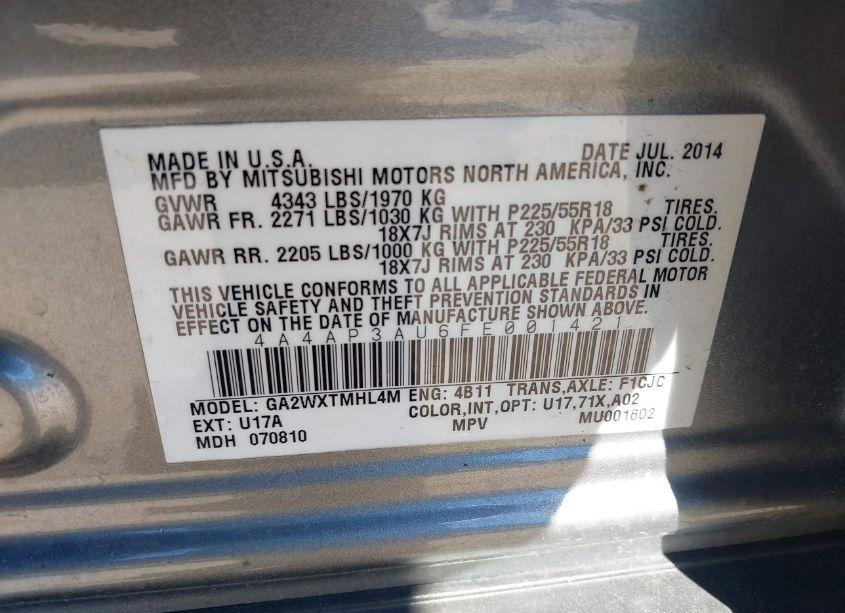 MADE IN U.S.A. DATE JUL. 2014
MFD BY MITSUBISHI MOTORS NORTH AMERICA, INC.
GVWR 4343 LBS/1970 KG
GAWR FR. 2271 LBS/1030 KG WITH P225/55R18 TIRES.
18X7J RIMS AT 230 KPA/33 PSI COLD.
GAWR RR. 2205 LBS/1000 KG WITH P225/55R18 TIRES.
18X7J RIMS AT 230 KPA/33 PSI COLD.
THIS VEHICLE CONFORMS TO ALL APPLICABLE FEDERAL MOTOR
VEHICLE SAFETY AND THEFT PREVENTION STANDARDS IN
EFFECT ON THE DATE OF MANUFACTURE SHOWN ABOVE.
4A4AP3AU6FE001421
MODEL: GA2WXTMHL4M ENG: 4B11 TRANS,AXLE: F1CJC
EXT: U17A COLOR,INT,OPT: U17,71X,A02
MDH 070810 MPV MU001602